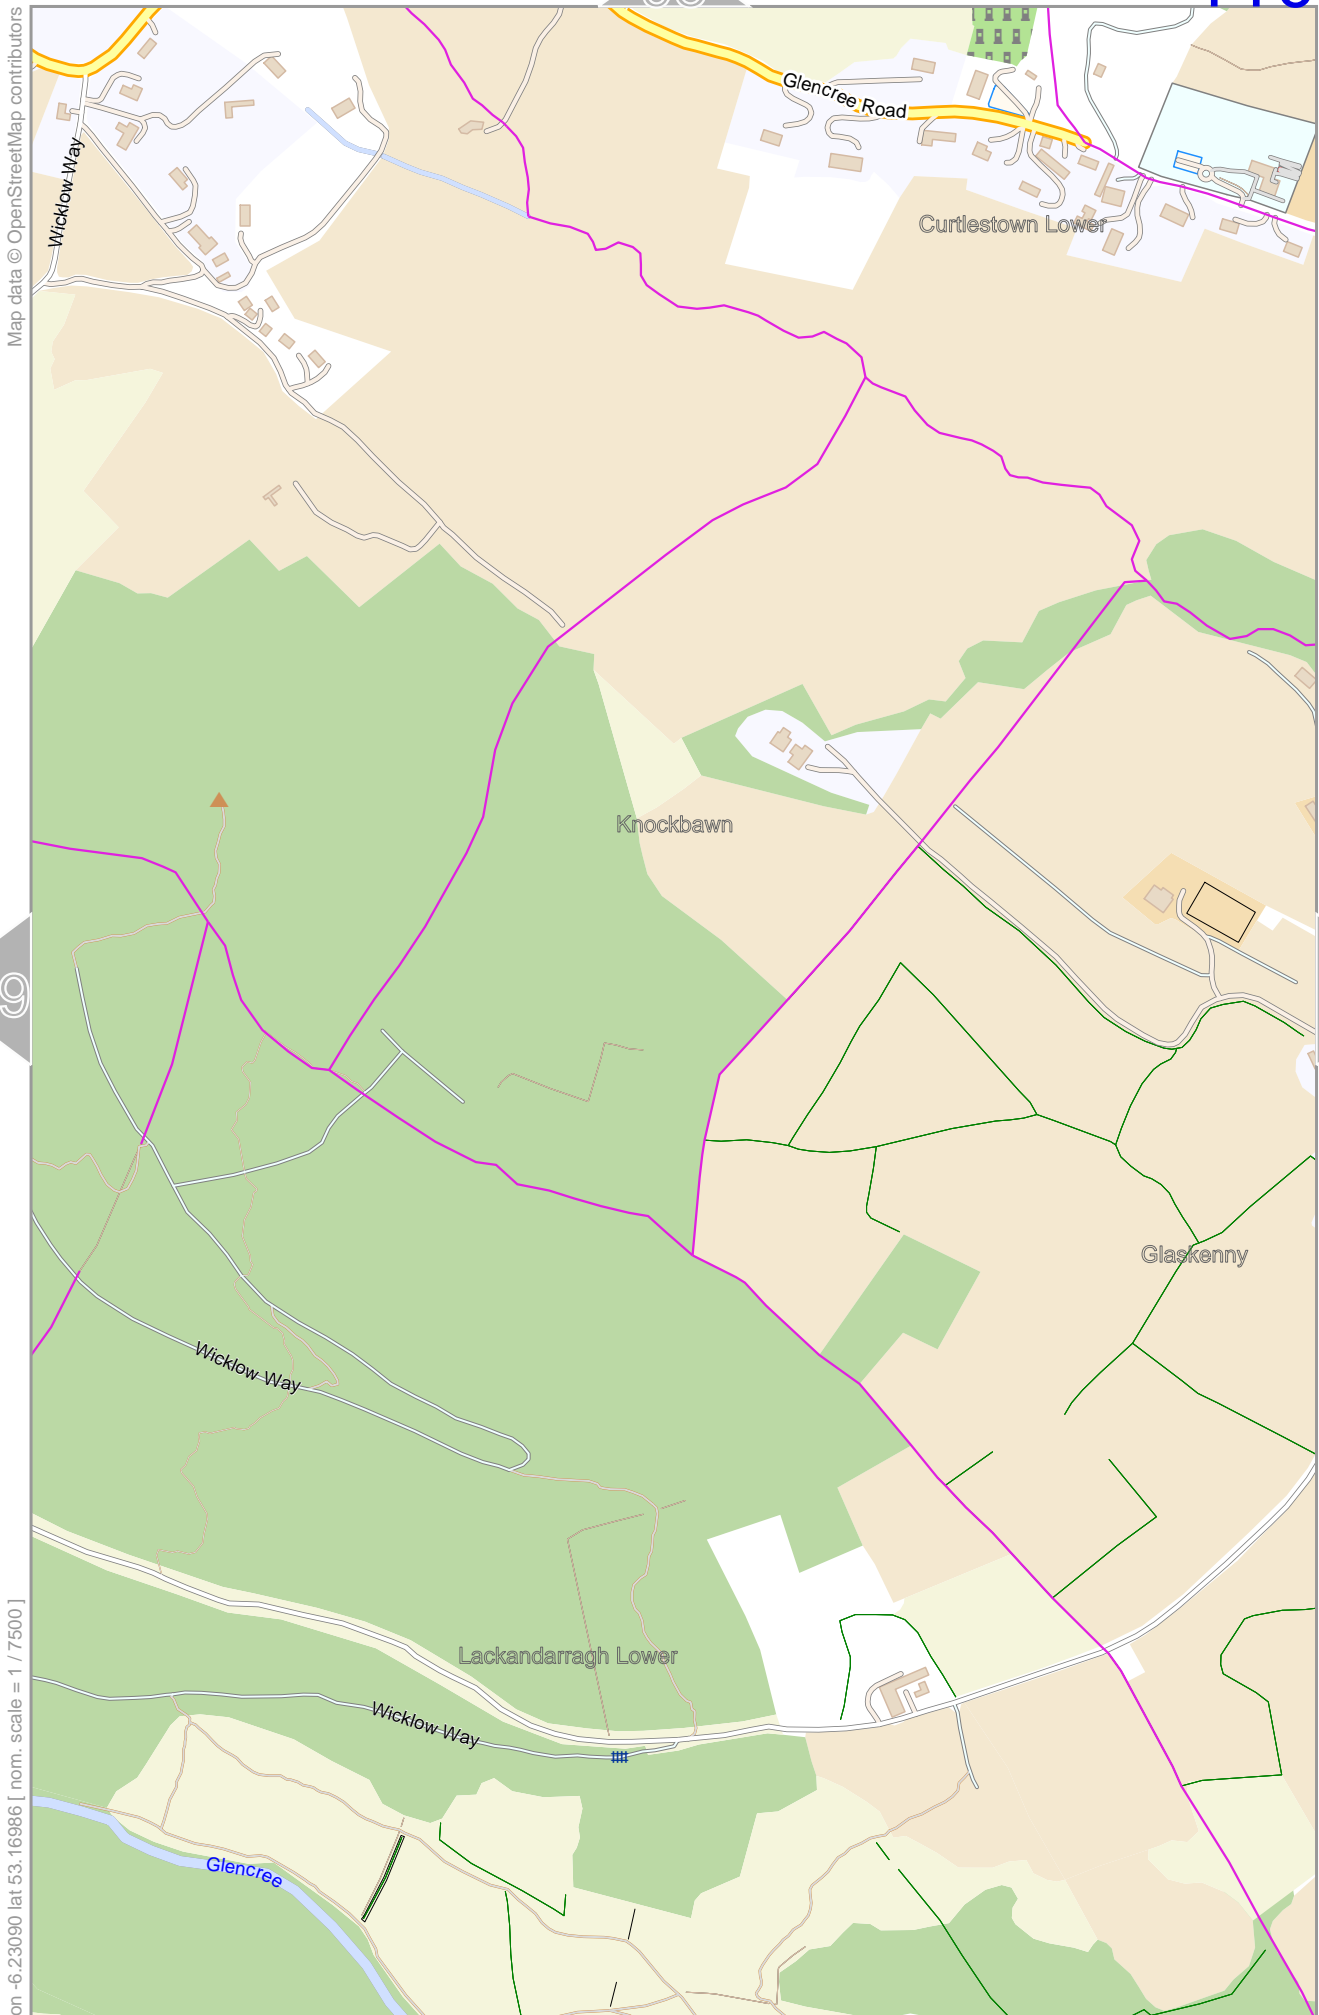 Map data © OpenStreetMap contributors
Glencree Road
Wicklow Way
Curtlestown Lower
Knockbawn
9
Glaskenny
Wicklow Way
Lackandarragh Lower
Wicklow Way
Glencree
on -6.23090 lat 53.16986 [ nom. scale = 1 / 7500 ]